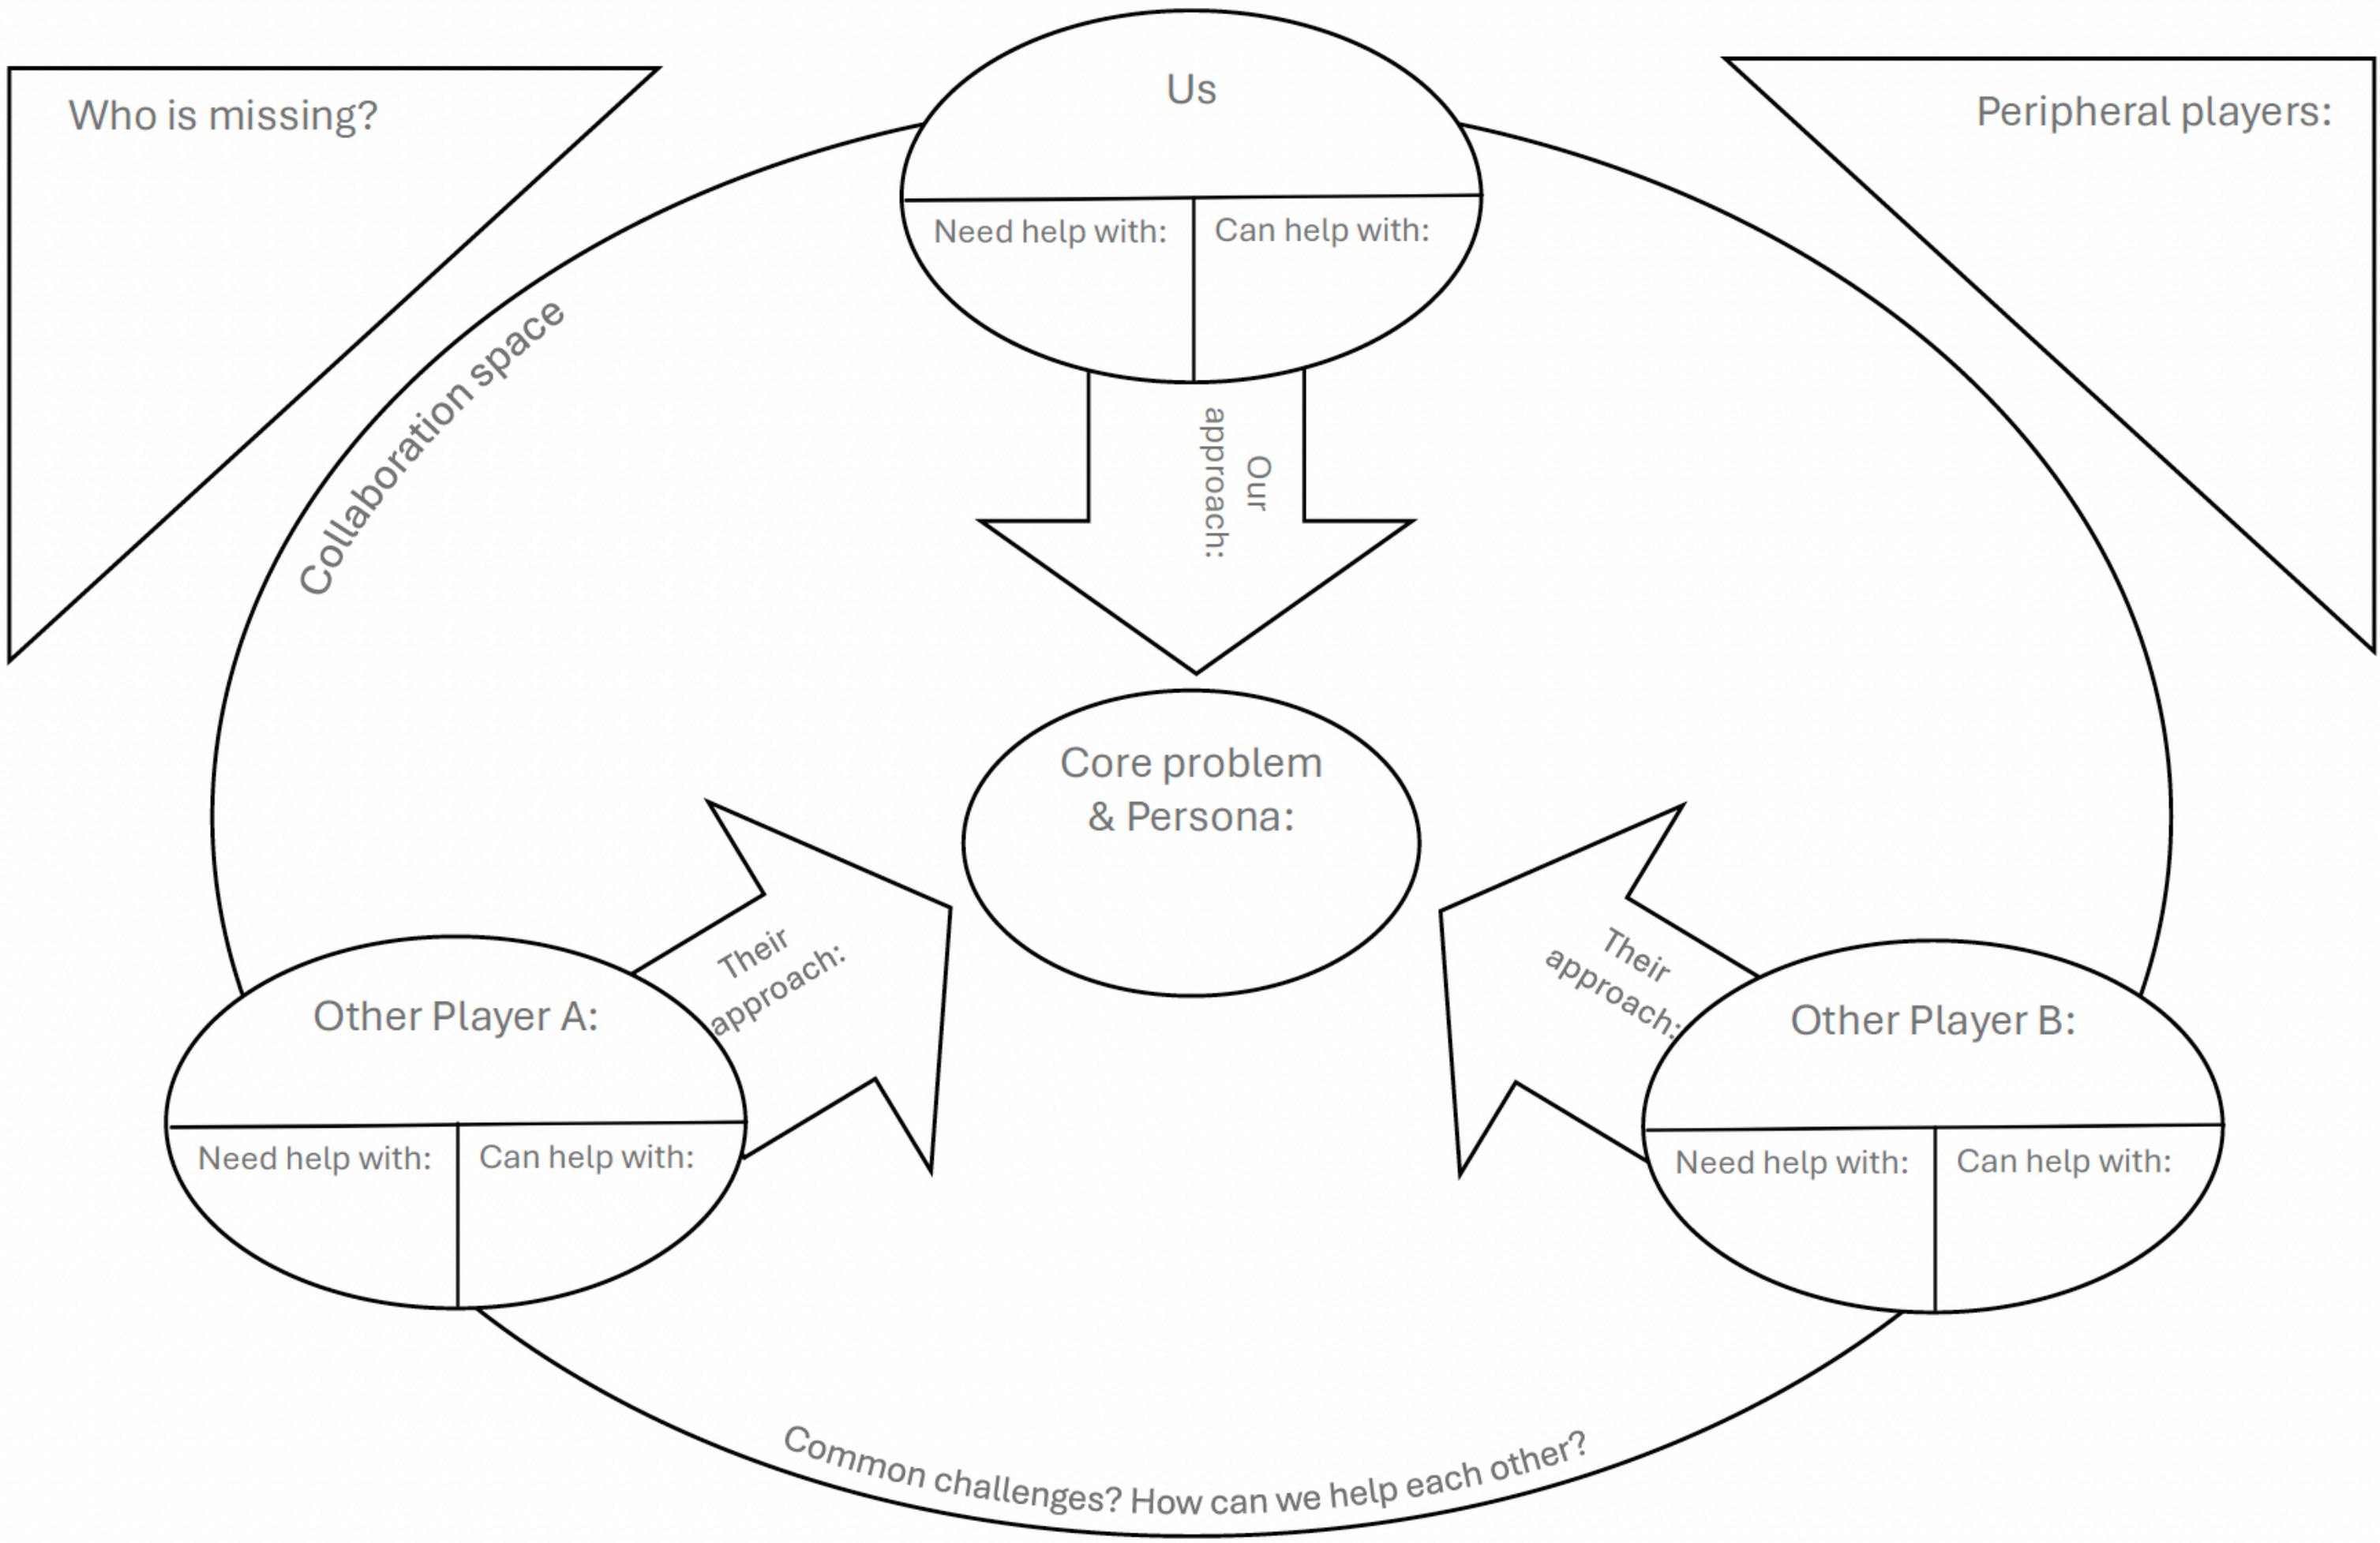 Who is missing?
Us
Peripheral players:
Need help with:
Can help with:
Collaboration space
Our
approach:
Core problem
& Persona:
Their
approach:
Their
approach:
Other Player A:
Need help with:
Can help with:
Other Player B:
Need help with:
Can help with:
Common challenges? How can we help each other?